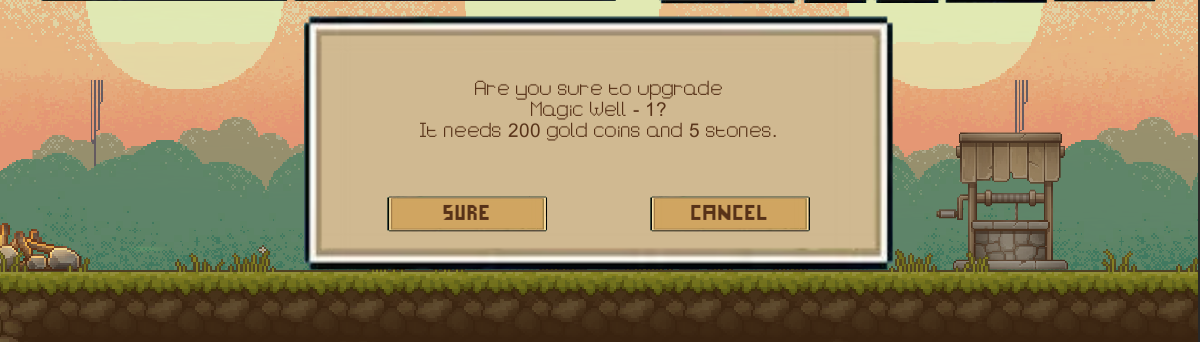 Are you sure to upgrade
Magic Well - 1?
It needs 200 gold coins and 5 stones.
SURE
CANCEL